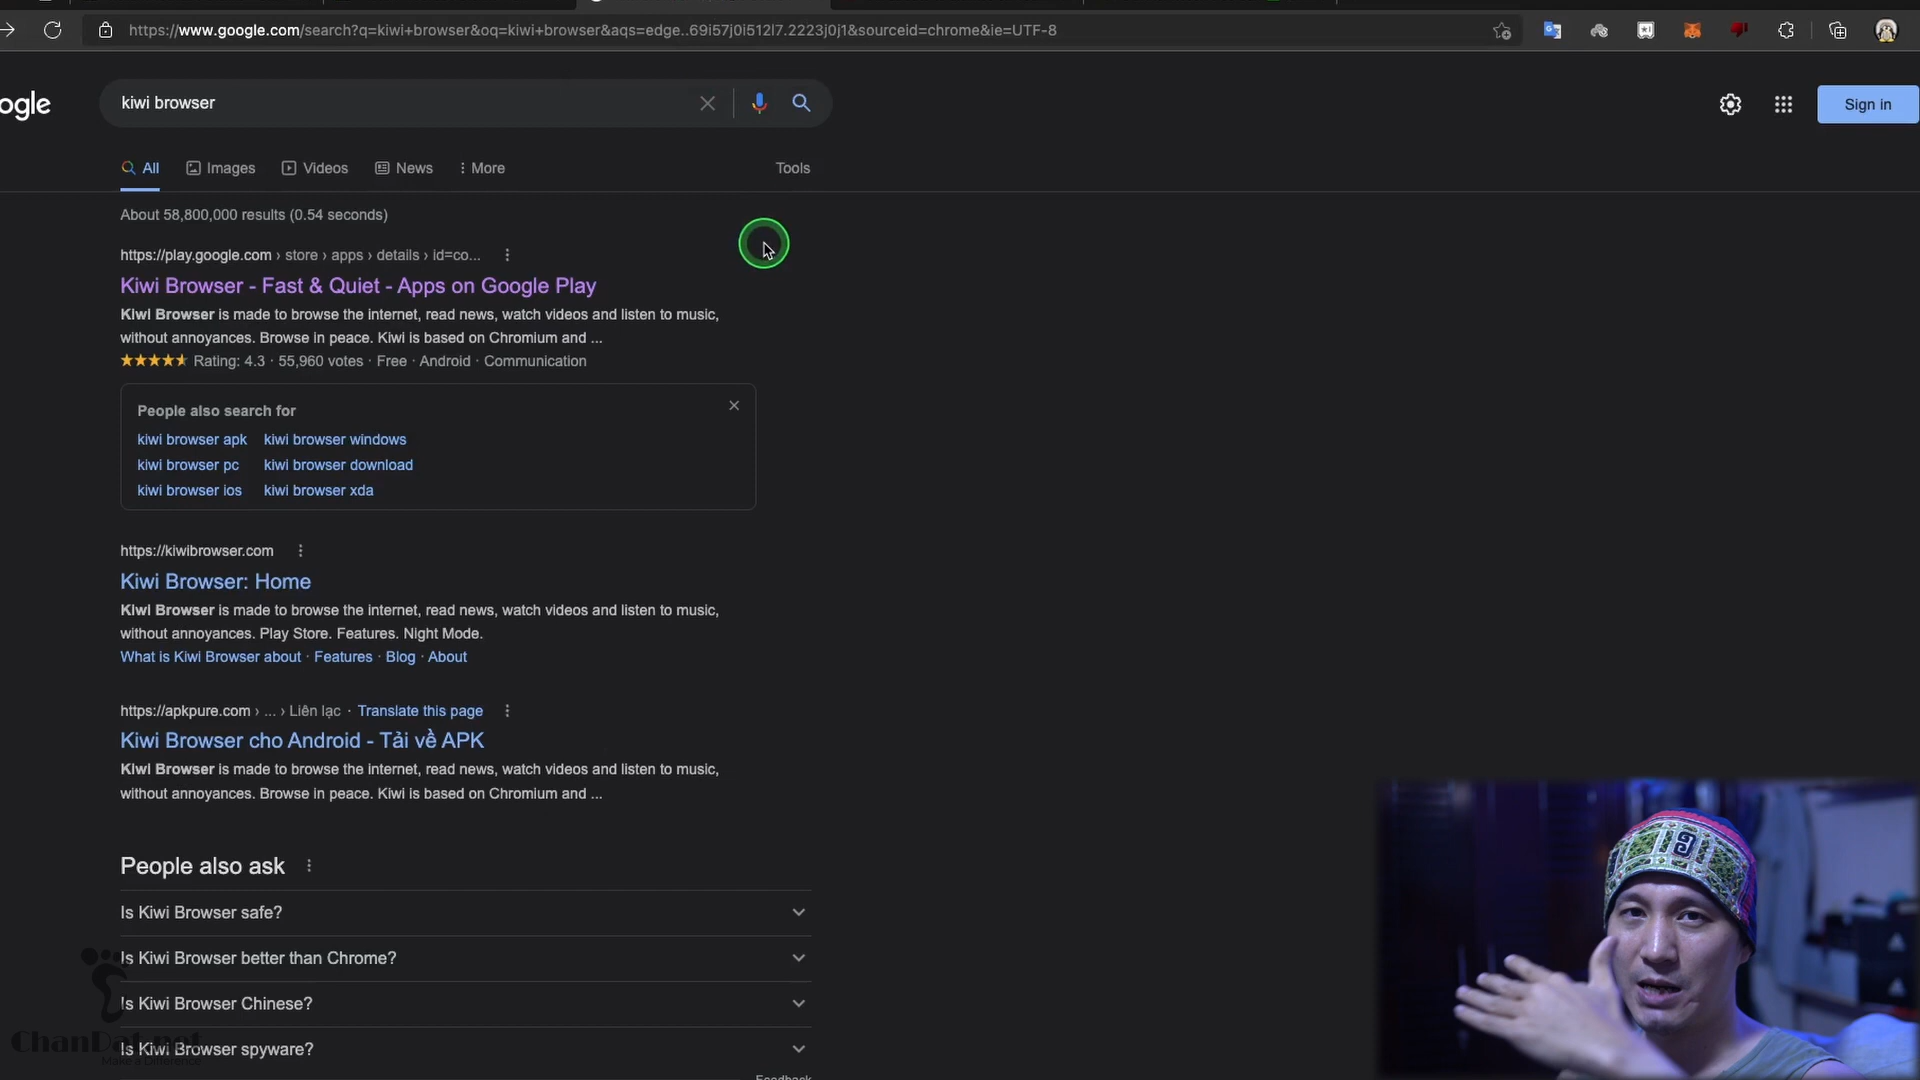 https://www.google.com/search?q=kiwi+browser&oq=kiwi+browser&aqs=edge..69i57j0i512l7.2223j0j1&sourceid=chrome&ie=UTF-8
ogle
kiwi browser
Sign in
All
Images
Videos
News
More
Tools
About 58,800,000 results (0.54 seconds)
https://play.google.com › store › apps › details › id=co...
Kiwi Browser - Fast & Quiet - Apps on Google Play
Kiwi Browser is made to browse the internet, read news, watch videos and listen to music,
without annoyances. Browse in peace. Kiwi is based on Chromium and ...
Rating: 4.3 · 55,960 votes · Free · Android · Communication
People also search for
kiwi browser apk
kiwi browser windows
kiwi browser pc
kiwi browser download
kiwi browser ios
kiwi browser xda
https://kiwibrowser.com
Kiwi Browser: Home
Kiwi Browser is made to browse the internet, read news, watch videos and listen to music,
without annoyances. Play Store. Features. Night Mode.
What is Kiwi Browser about · Features · Blog · About
https://apkpure.com › ... › Liên lạc · Translate this page
Kiwi Browser cho Android - Tải về APK
Kiwi Browser is made to browse the internet, read news, watch videos and listen to music,
without annoyances. Browse in peace. Kiwi is based on Chromium and ...
People also ask
Is Kiwi Browser safe?
Is Kiwi Browser better than Chrome?
Is Kiwi Browser Chinese?
Is Kiwi Browser spyware?
Feedback
ChanDat.net
Make a Difference